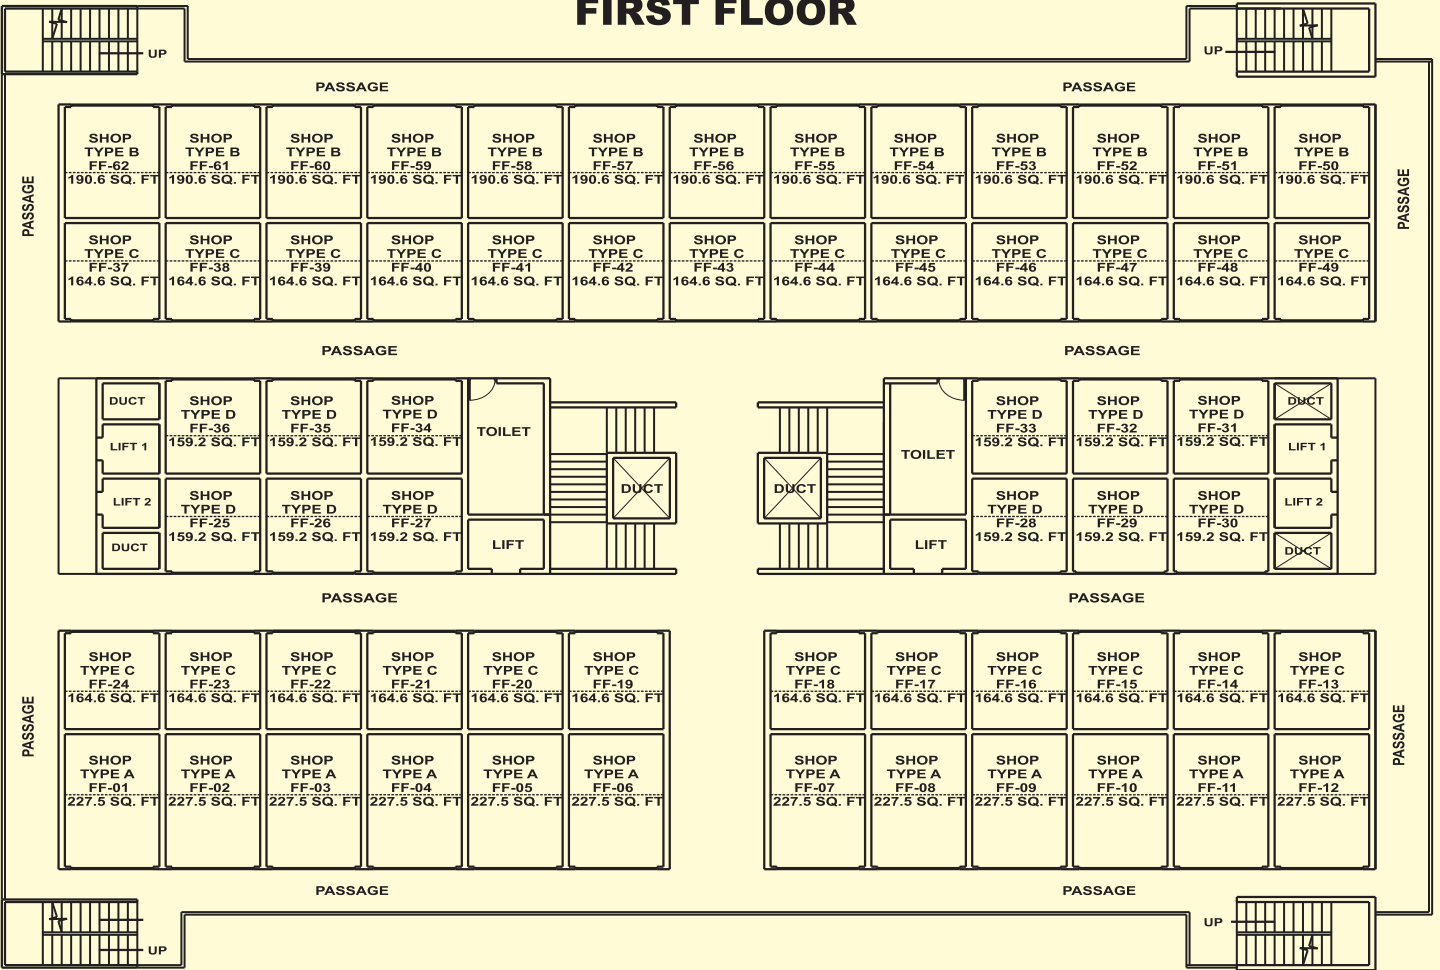 FIRST FLOOR
UP
UP
PASSAGE
PASSAGE
PASSAGE
PASSAGE
SHOP
TYPE B
FF-62
190.6 SQ. FT
SHOP
TYPE B
FF-61
190.6 SQ. FT
SHOP
TYPE B
FF-60
190.6 SQ. FT
SHOP
TYPE B
FF-59
190.6 SQ. FT
SHOP
TYPE B
FF-58
190.6 SQ. FT
SHOP
TYPE B
FF-57
190.6 SQ. FT
SHOP
TYPE B
FF-56
190.6 SQ. FT
SHOP
TYPE B
FF-55
190.6 SQ. FT
SHOP
TYPE B
FF-54
190.6 SQ. FT
SHOP
TYPE B
FF-53
190.6 SQ. FT
SHOP
TYPE B
FF-52
190.6 SQ. FT
SHOP
TYPE B
FF-51
190.6 SQ. FT
SHOP
TYPE B
FF-50
190.6 SQ. FT
SHOP
TYPE C
FF-37
164.6 SQ. FT
SHOP
TYPE C
FF-38
164.6 SQ. FT
SHOP
TYPE C
FF-39
164.6 SQ. FT
SHOP
TYPE C
FF-40
164.6 SQ. FT
SHOP
TYPE C
FF-41
164.6 SQ. FT
SHOP
TYPE C
FF-42
164.6 SQ. FT
SHOP
TYPE C
FF-43
164.6 SQ. FT
SHOP
TYPE C
FF-44
164.6 SQ. FT
SHOP
TYPE C
FF-45
164.6 SQ. FT
SHOP
TYPE C
FF-46
164.6 SQ. FT
SHOP
TYPE C
FF-47
164.6 SQ. FT
SHOP
TYPE C
FF-48
164.6 SQ. FT
SHOP
TYPE C
FF-49
164.6 SQ. FT
PASSAGE
PASSAGE
DUCT
LIFT 1
LIFT 2
DUCT
SHOP
TYPE D
FF-36
159.2 SQ. FT
SHOP
TYPE D
FF-35
159.2 SQ. FT
SHOP
TYPE D
FF-34
159.2 SQ. FT
SHOP
TYPE D
FF-25
159.2 SQ. FT
SHOP
TYPE D
FF-26
159.2 SQ. FT
SHOP
TYPE D
FF-27
159.2 SQ. FT
TOILET
LIFT
DUCT
DUCT
TOILET
LIFT
SHOP
TYPE D
FF-33
159.2 SQ. FT
SHOP
TYPE D
FF-32
159.2 SQ. FT
SHOP
TYPE D
FF-31
159.2 SQ. FT
SHOP
TYPE D
FF-28
159.2 SQ. FT
SHOP
TYPE D
FF-29
159.2 SQ. FT
SHOP
TYPE D
FF-30
159.2 SQ. FT
DUCT
LIFT 1
LIFT 2
DUCT
PASSAGE
PASSAGE
SHOP
TYPE C
FF-24
164.6 SQ. FT
SHOP
TYPE C
FF-23
164.6 SQ. FT
SHOP
TYPE C
FF-22
164.6 SQ. FT
SHOP
TYPE C
FF-21
164.6 SQ. FT
SHOP
TYPE C
FF-20
164.6 SQ. FT
SHOP
TYPE C
FF-19
164.6 SQ. FT
SHOP
TYPE C
FF-18
164.6 SQ. FT
SHOP
TYPE C
FF-17
164.6 SQ. FT
SHOP
TYPE C
FF-16
164.6 SQ. FT
SHOP
TYPE C
FF-15
164.6 SQ. FT
SHOP
TYPE C
FF-14
164.6 SQ. FT
SHOP
TYPE C
FF-13
164.6 SQ. FT
PASSAGE
PASSAGE
SHOP
TYPE A
FF-01
227.5 SQ. FT
SHOP
TYPE A
FF-02
227.5 SQ. FT
SHOP
TYPE A
FF-03
227.5 SQ. FT
SHOP
TYPE A
FF-04
227.5 SQ. FT
SHOP
TYPE A
FF-05
227.5 SQ. FT
SHOP
TYPE A
FF-06
227.5 SQ. FT
SHOP
TYPE A
FF-07
227.5 SQ. FT
SHOP
TYPE A
FF-08
227.5 SQ. FT
SHOP
TYPE A
FF-09
227.5 SQ. FT
SHOP
TYPE A
FF-10
227.5 SQ. FT
SHOP
TYPE A
FF-11
227.5 SQ. FT
SHOP
TYPE A
FF-12
227.5 SQ. FT
PASSAGE
PASSAGE
UP
UP